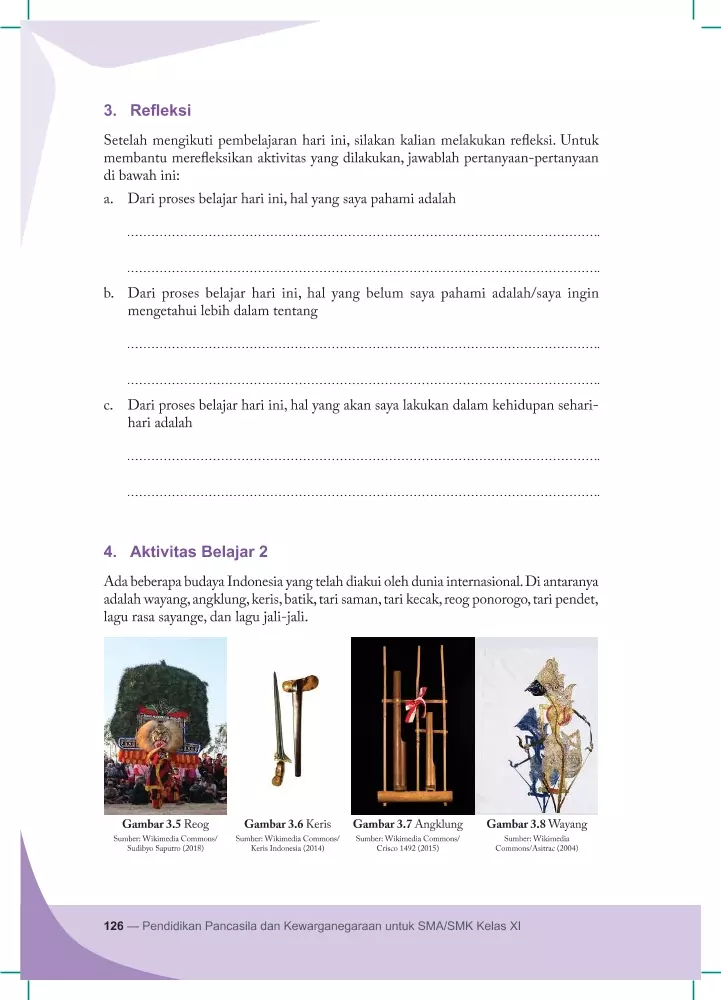 3. Refleksi
Setelah mengikuti pembelajaran hari ini, silakan kalian melakukan refleksi. Untuk
membantu merefleksikan aktivitas yang dilakukan, jawablah pertanyaan-pertanyaan
di bawah ini:
a. Dari proses belajar hari ini, hal yang saya pahami adalah
b. Dari proses belajar hari ini, hal yang belum saya pahami adalah/saya ingin
mengetahui lebih dalam tentang
c. Dari proses belajar hari ini, hal yang akan saya lakukan dalam kehidupan sehari-
hari adalah
4. Aktivitas Belajar 2
Ada beberapa budaya Indonesia yang telah diakui oleh dunia internasional. Di antaranya
adalah wayang, angklung, keris, batik, tari saman, tari kecak, reog ponorogo, tari pendet,
lagu rasa sayange, dan lagu jali-jali.
Gambar 3.5 Reog
Sumber: Wikimedia Commons/
Sudibyo Saputro (2018)
Gambar 3.6 Keris
Sumber: Wikimedia Commons/
Keris Indonesia (2014)
Gambar 3.7 Angklung
Sumber: Wikimedia Commons/
Crisco 1492 (2015)
Gambar 3.8 Wayang
Sumber: Wikimedia
Commons/Asitrac (2004)
126 — Pendidikan Pancasila dan Kewarganegaraan untuk SMA/SMK Kelas XI